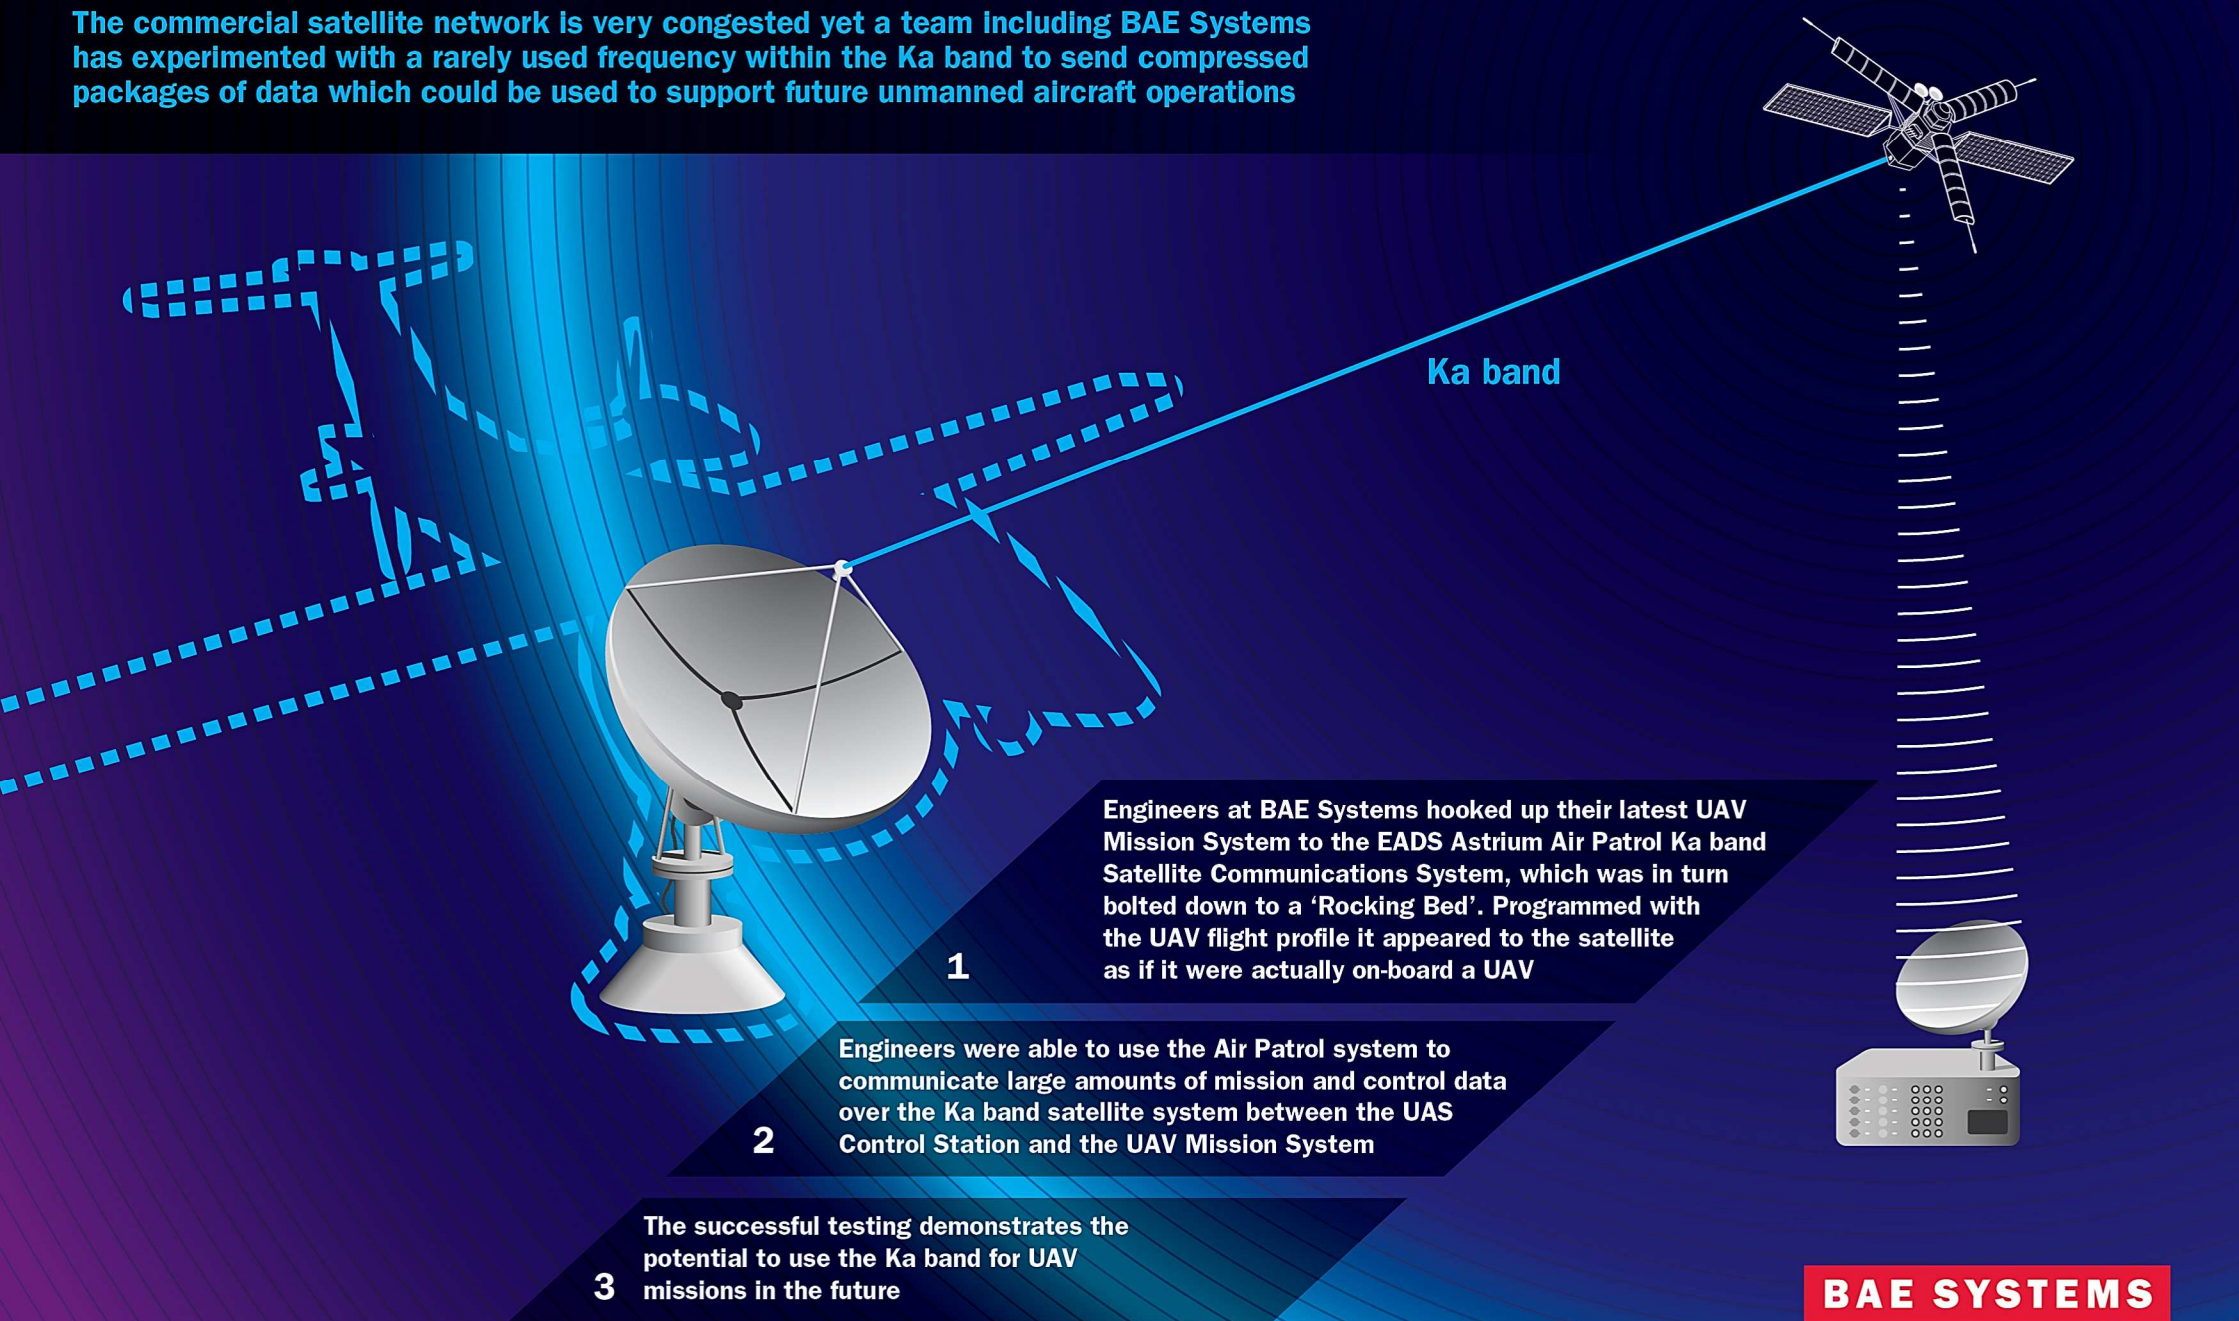 The commercial satellite network is very congested yet a team including BAE Systems
has experimented with a rarely used frequency within the Ka band to send compressed
packages of data which could be used to support future unmanned aircraft operations
Ka band
Engineers at BAE Systems hooked up their latest UAV
Mission System to the EADS Astrium Air Patrol Ka band
Satellite Communications System, which was in turn
bolted down to a ‘Rocking Bed’. Programmed with
the UAV flight profile it appeared to the satellite
1 as if it were actually on-board a UAV
Engineers were able to use the Air Patrol system to
communicate large amounts of mission and control data
over the Ka band satellite system between the UAS
2 Control Station and the UAV Mission System
The successful testing demonstrates the
potential to use the Ka band for UAV
3 missions in the future
BAE SYSTEMS